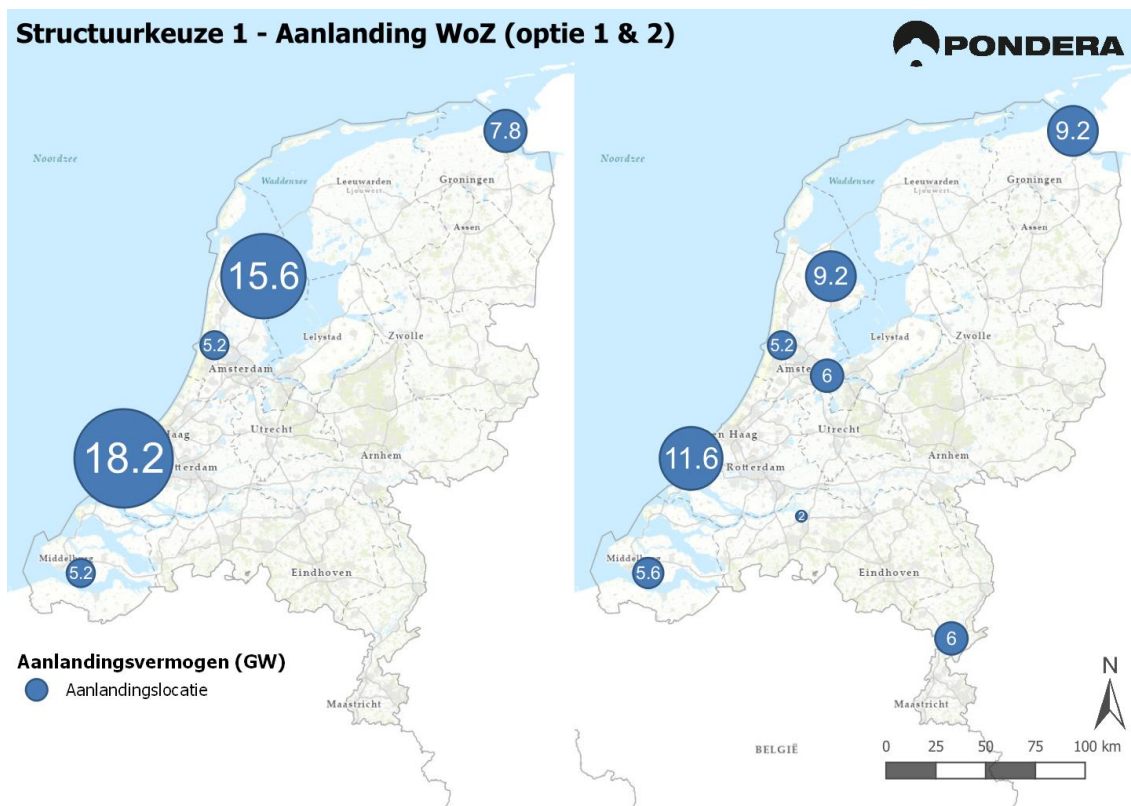 Structuurkeuze 1 - Aanlanding WoZ (optie 1 & 2)
PONDERA
7.8
Noordzee
Waddenzee
Leeuwarden
Ljouwert
Groningen
Assen
15.6
Lelystad
Zwolle
5.2
Amsterdam
Haag
Utrecht
18.2
tterdam
Arnhem
Middelburg
5.2
Eindhoven
Maastricht
Aanlandingsvermogen (GW)
Aanlandingslocatie
9.2
Noordzee
Waddenzee
Leeuwarden
Ljouwert
Groningen
Assen
9.2
Lelystad
Zwolle
5.2
Amste
6
en Haag
Utrecht
11.6
Rotterdam
Arnhem
2
Middelburg
5.6
Eindhoven
6
Maastricht
BELGIË
N
0 25 50 75 100 km